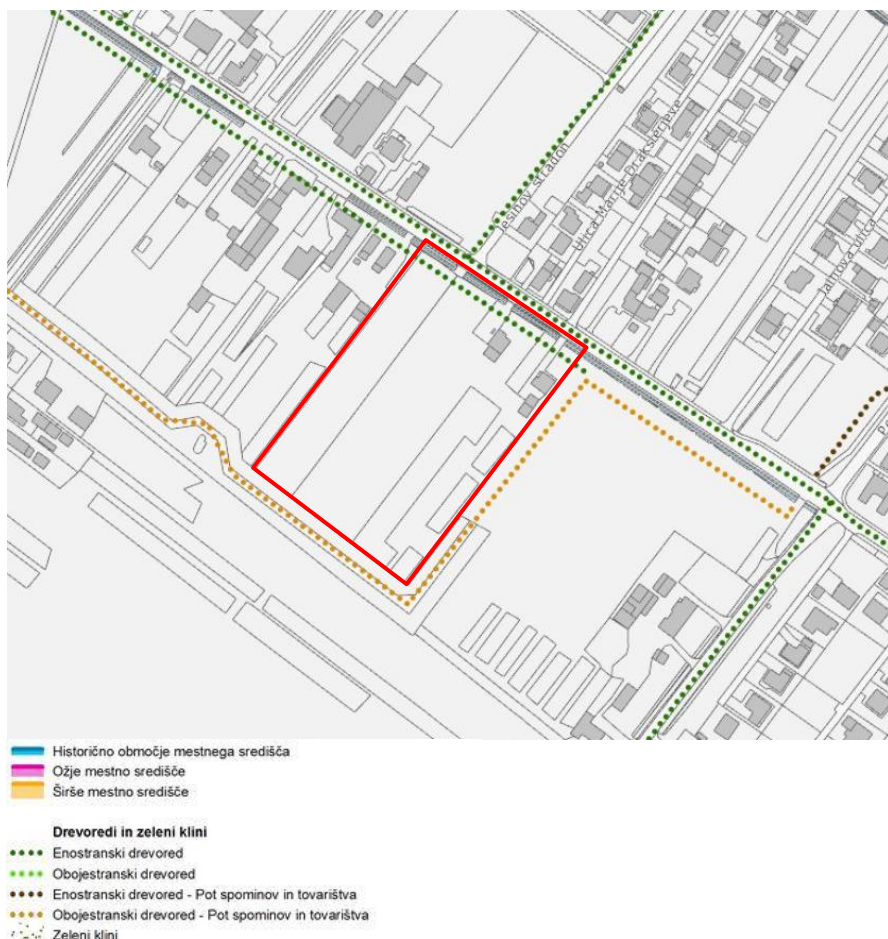 Jesihov štradon
Ulica Marije Drakslerjeve
Jalnova ulica
Historično območje mestnega središča
Ožje mestno središče
Širše mestno središče
Drevoredi in zeleni klini
Enostranski drevored
Obojestranski drevored
Enostranski drevored - Pot spominov in tovarištva
Obojestranski drevored - Pot spominov in tovarištva
Zeleni klini